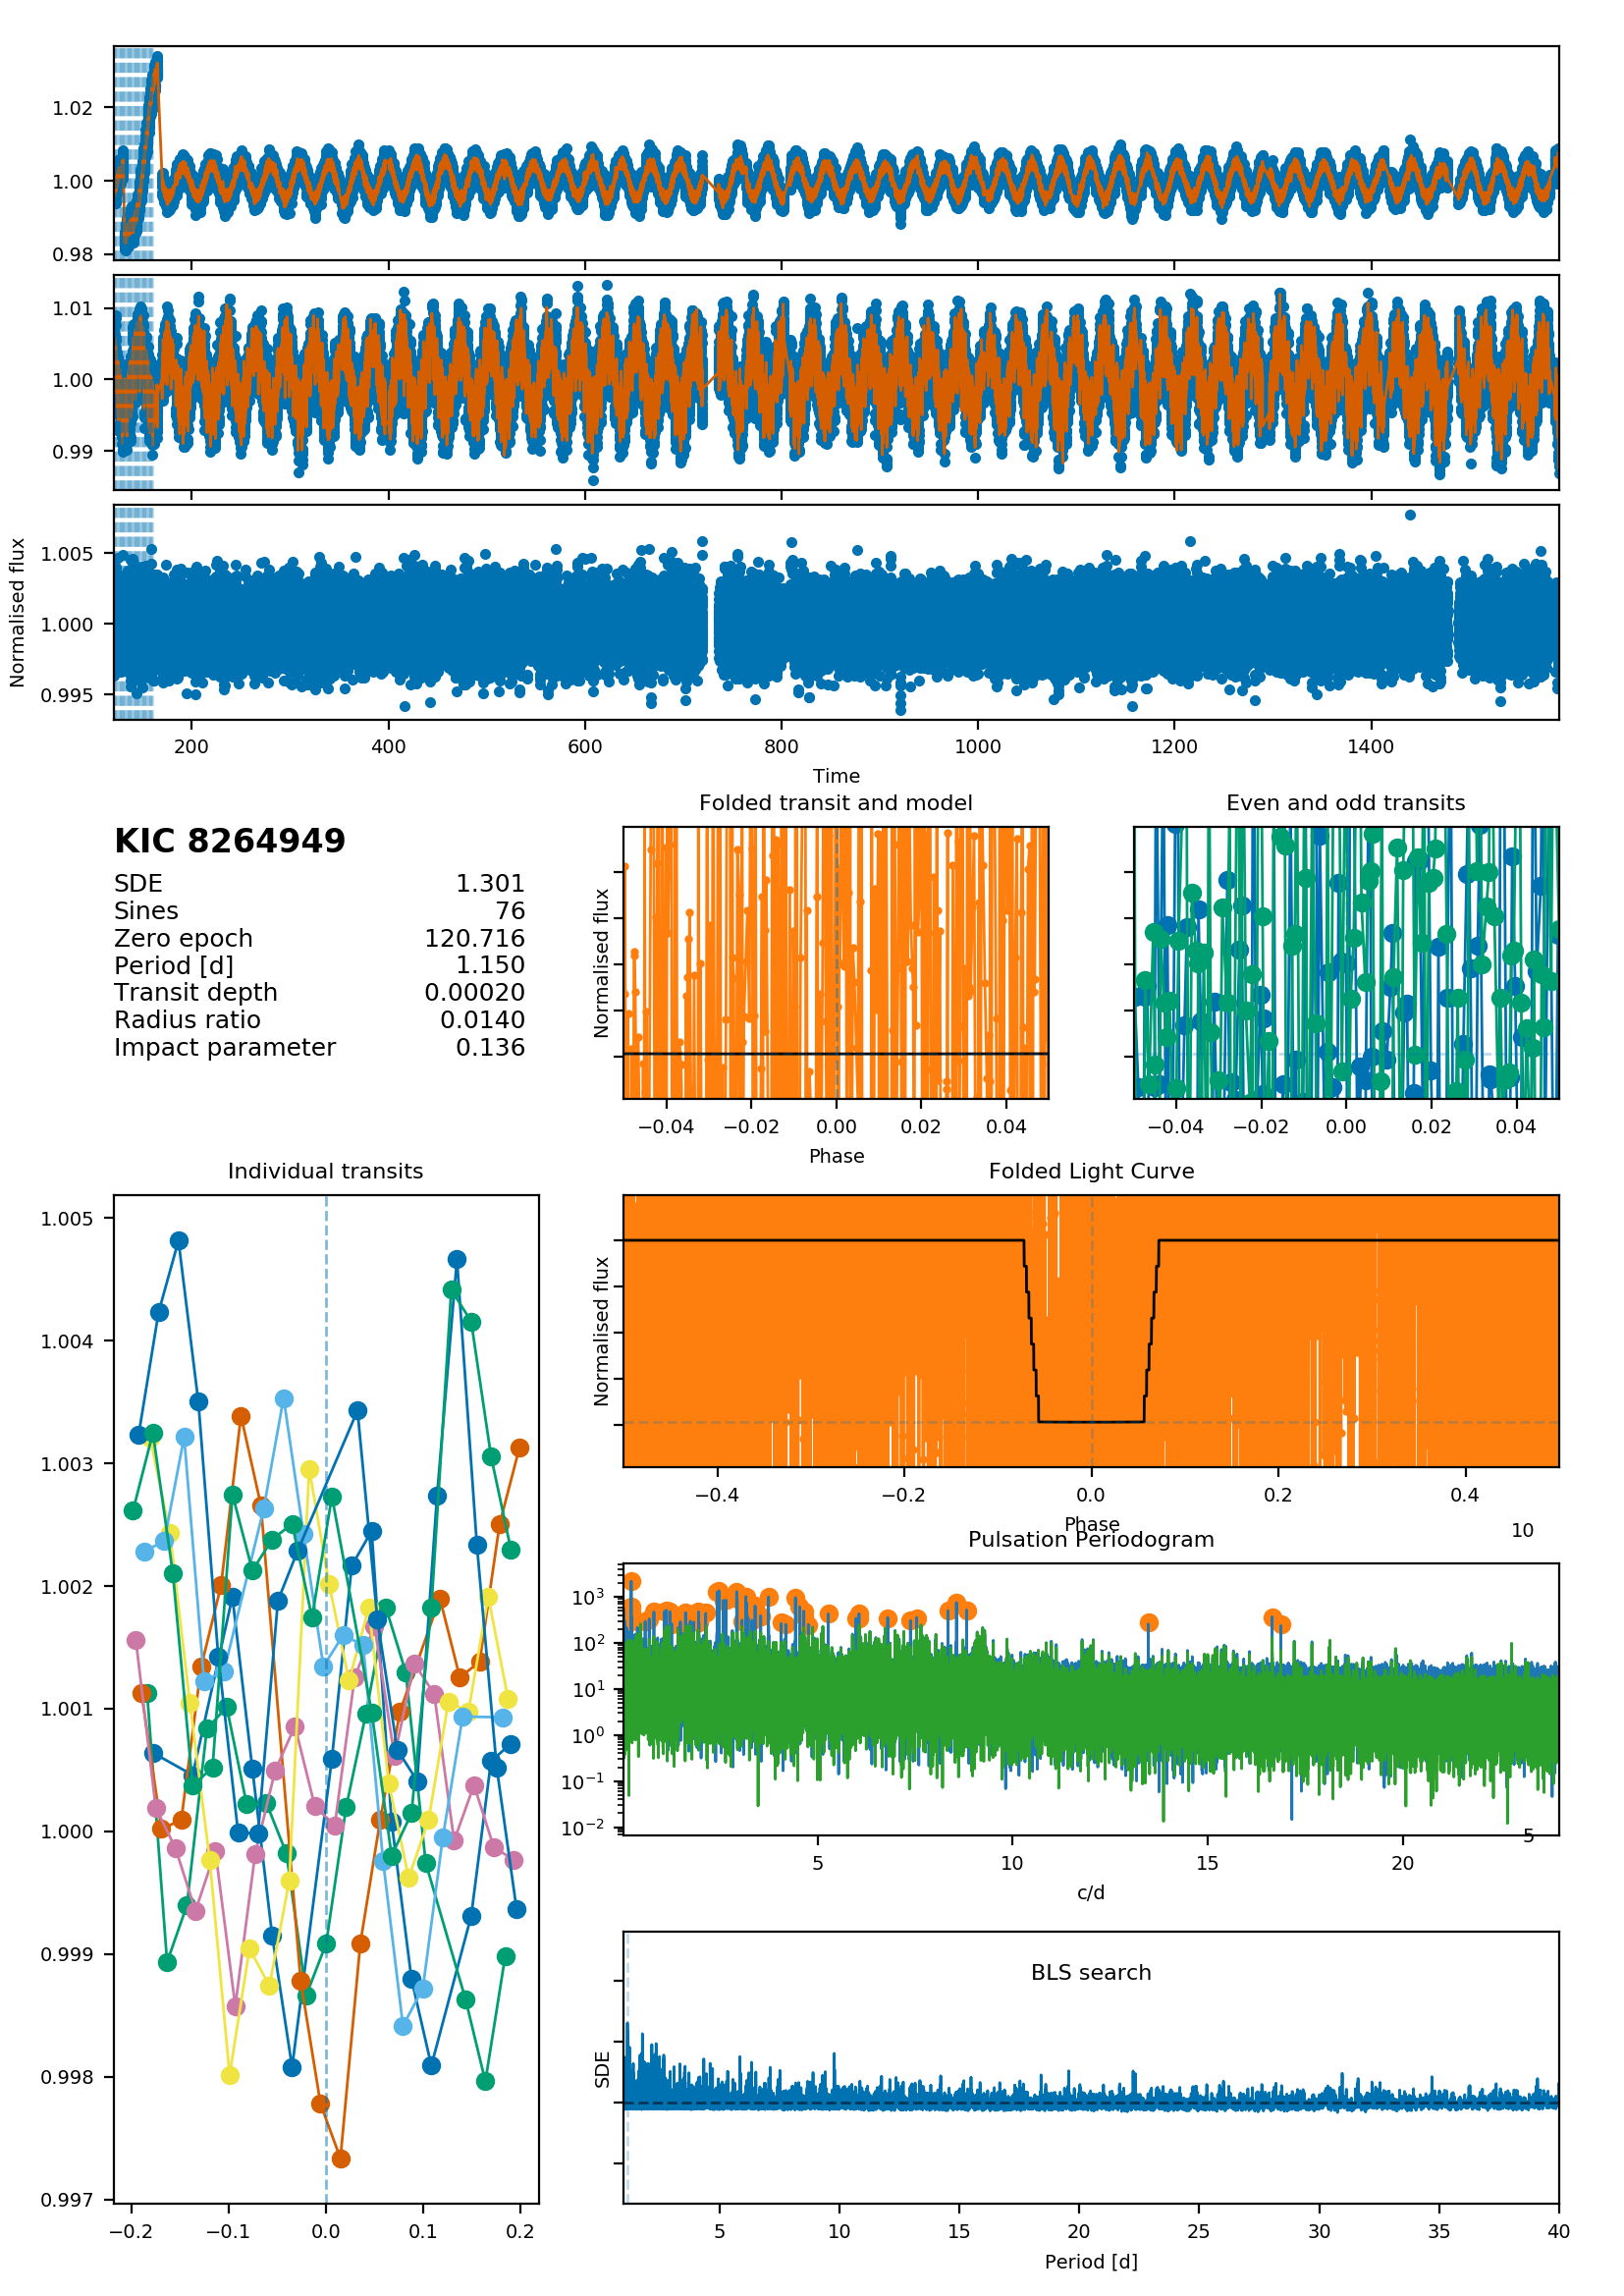 1.02
1.00
0.98
1.01
1.00
0.99
1.005
1.000
0.995
Normalised flux
200 400 600 800 1000 1200 1400
Time
KIC 8264949
SDE 1.301
Sines 76
Zero epoch 120.716
Period [d] 1.150
Transit depth 0.00020
Radius ratio 0.0140
Impact parameter 0.136
Folded transit and model
Normalised flux
−0.04 −0.02 0.00 0.02 0.04
Phase
Even and odd transits
−0.04 −0.02 0.00 0.02 0.04
Individual transits
1.005
1.004
1.003
1.002
1.001
1.000
0.999
0.998
0.997
−0.2 −0.1 0.0 0.1 0.2
Folded Light Curve
Normalised flux
−0.4 −0.2 0.0 0.2 0.4
Phase
10
Pulsation Periodogram
10³
10²
10¹
10⁰
10⁻¹
10⁻²
5
5 10 15 20
c/d
BLS search
SDE
5 10 15 20 25 30 35 40
Period [d]